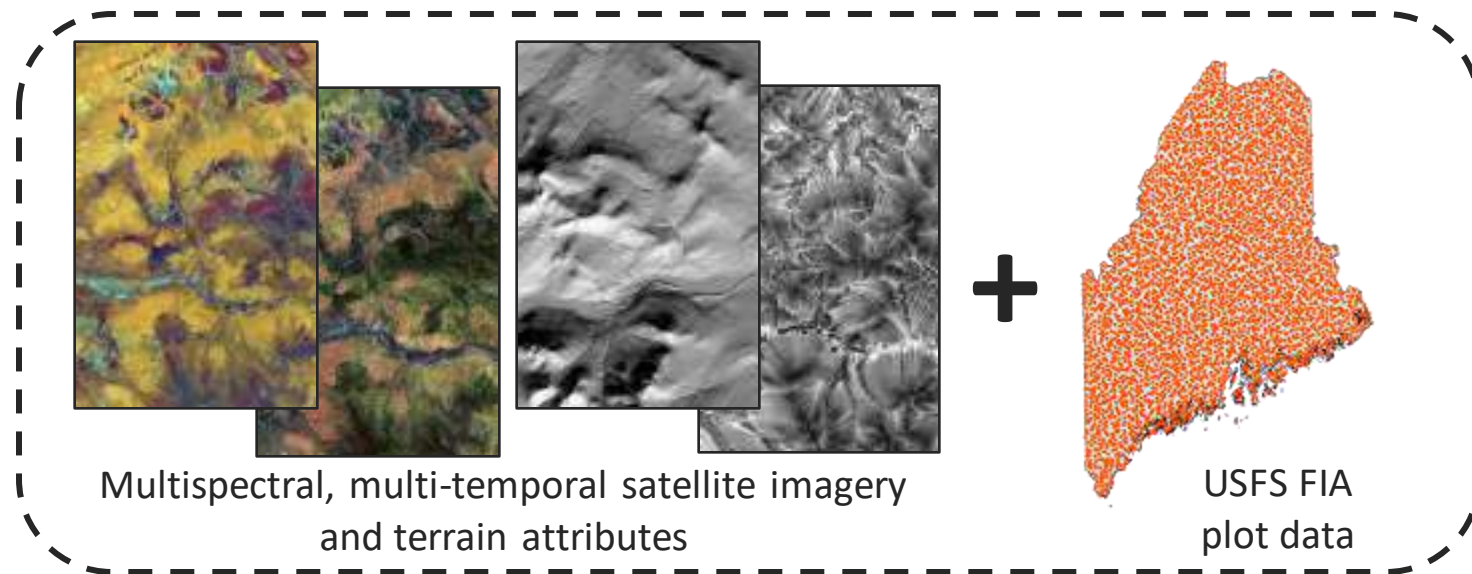 Multispectral, multi-temporal satellite imagery
and terrain attributes
USFS FIA
plot data